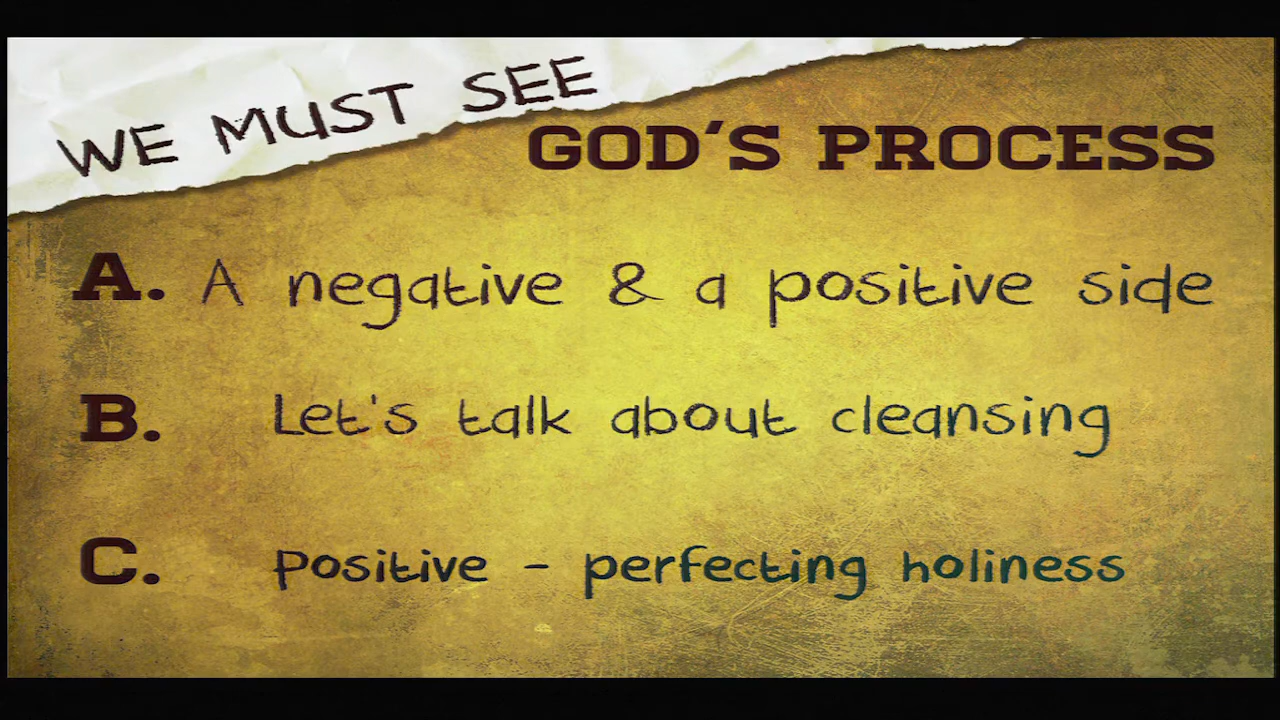 WE MUST SEE
GOD'S PROCESS
A. A negative & a positive side
B. Let's talk about cleansing
C. Positive - perfecting holiness